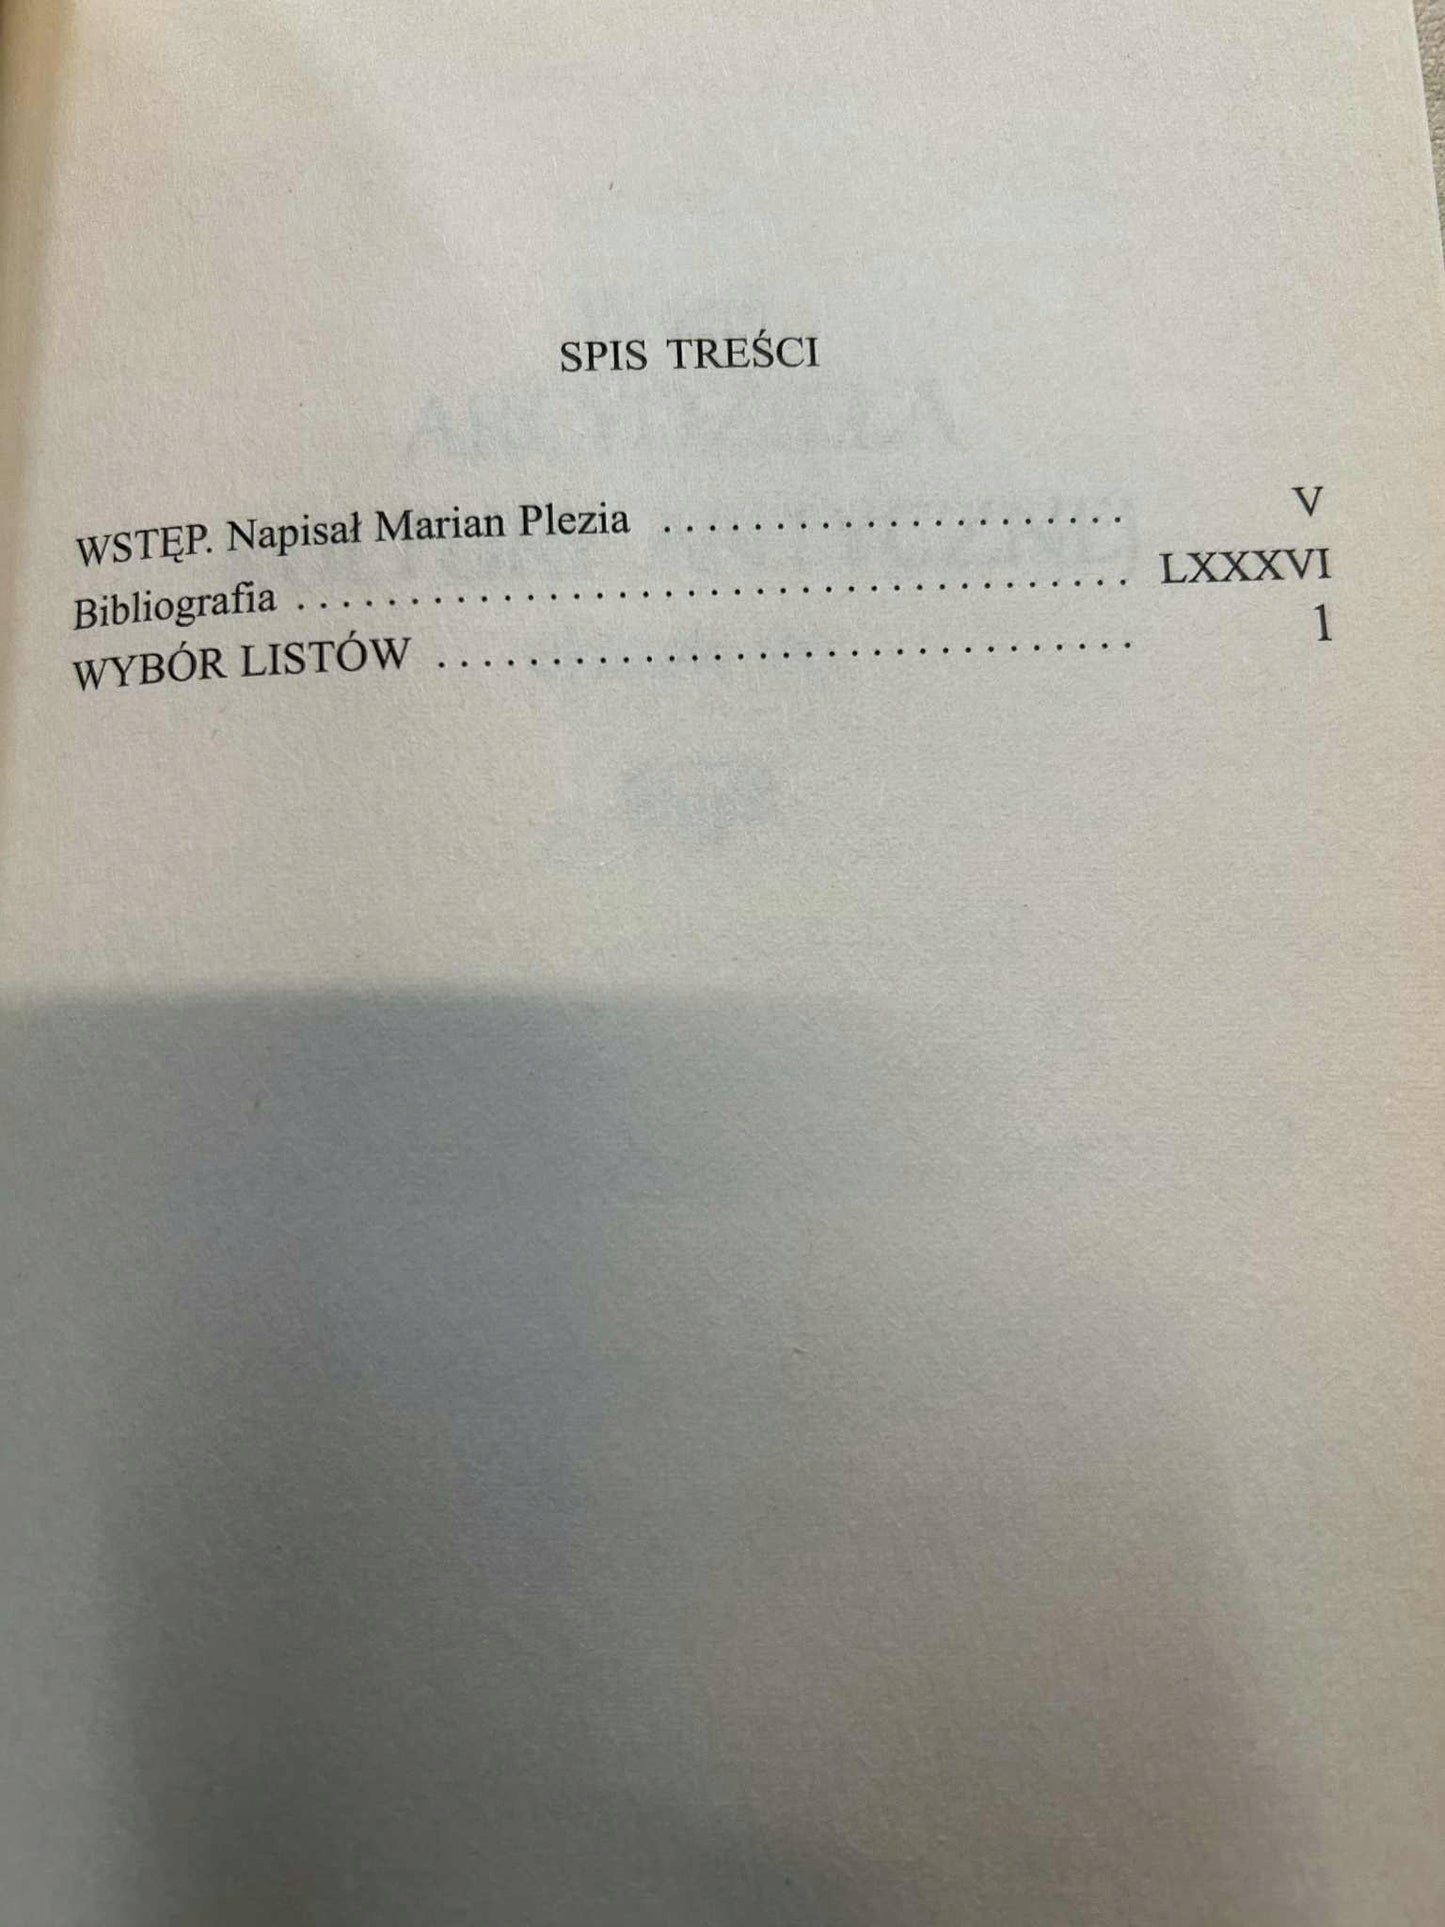 SPIS TREŚCI
WSTĘP. Napisał Marian Plezia . . . . . . . . . . . . . . . . . . . . . V
Bibliografia . . . . . . . . . . . . . . . . . . . . . . . . . . . . . . . . . . . . . LXXXVI
WYBÓR LISTÓW . . . . . . . . . . . . . . . . . . . . . . . . . . . . . . . 1